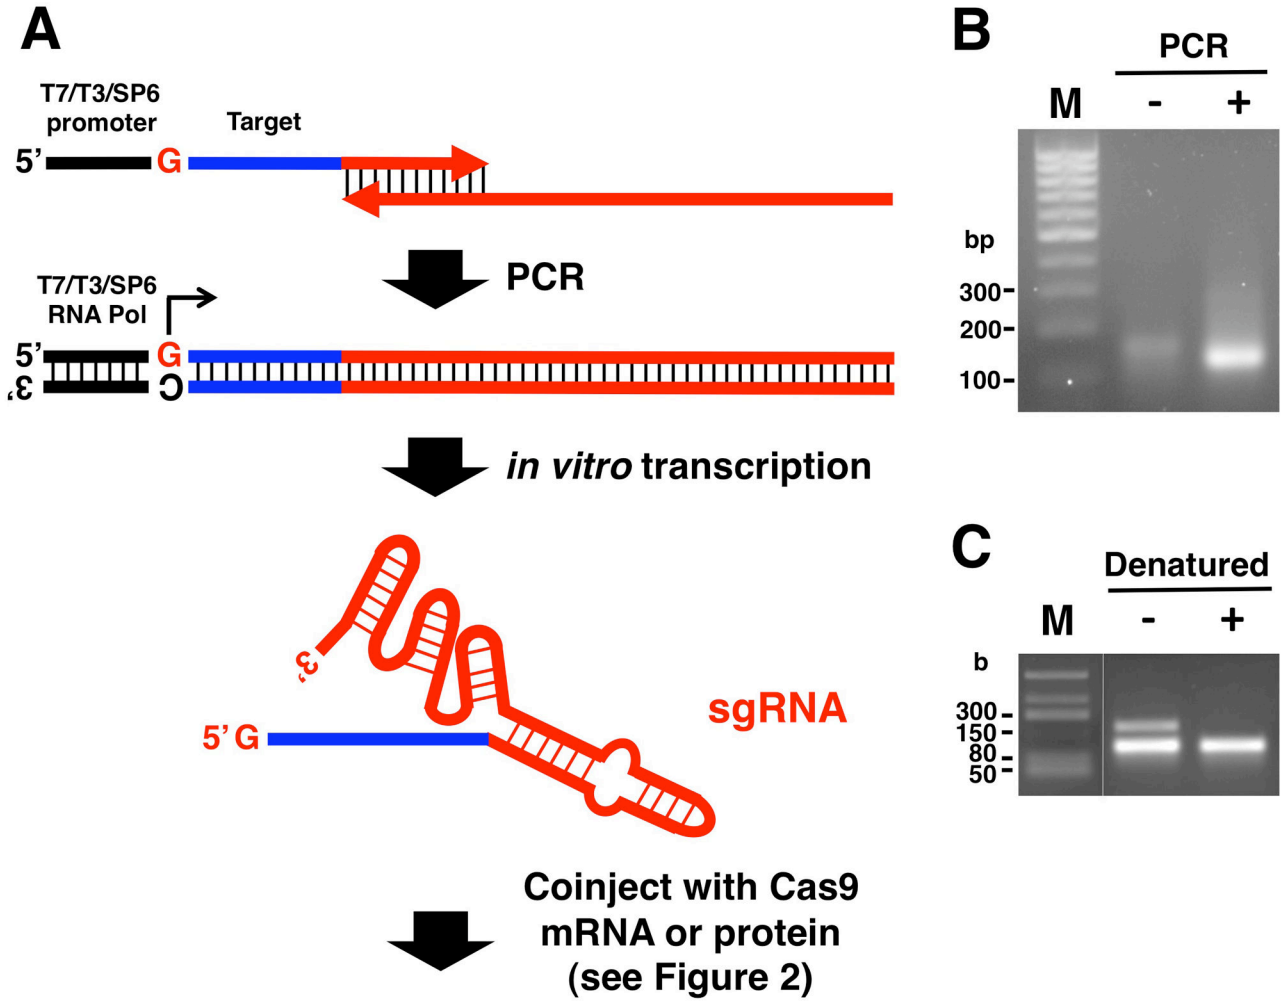 A
T7/T3/SP6
promoter
Target
5’
G
PCR
T7/T3/SP6
RNA Pol
5’
G
3’
C
in vitro transcription
3’
sgRNA
5’ G
Coinject with Cas9
mRNA or protein
(see Figure 2)
B
PCR
M - +
bp
300
200
100
C
Denatured
M - +
b
300
150
80
50